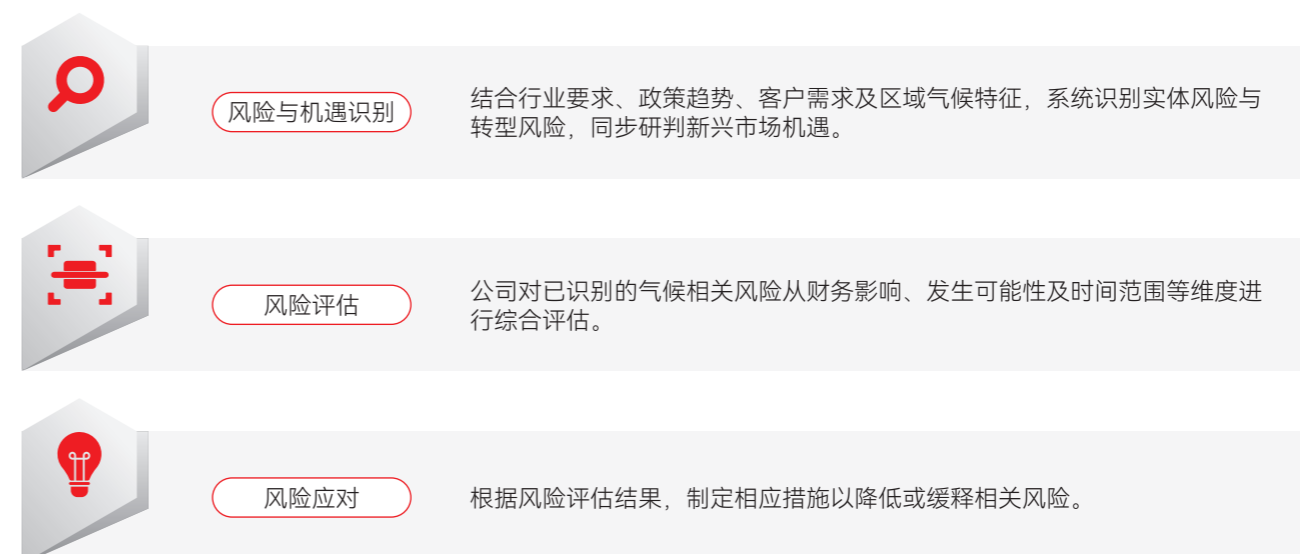 风险与机遇识别
结合行业要求、政策趋势、客户需求及区域气候特征，系统识别实体风险与
转型风险，同步研判新兴市场机遇。
风险评估
公司对已识别的气候相关风险从财务影响、发生可能性及时间范围等维度进
行综合评估。
风险应对
根据风险评估结果，制定相应措施以降低或缓释相关风险。